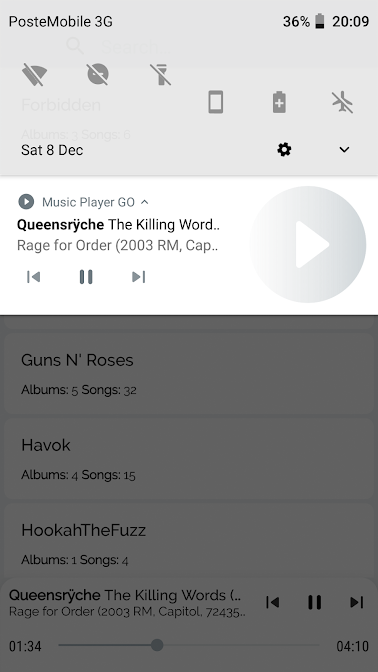 PosteMobile 3G 36% 20:09
Forbidden
Albums: 3 Songs: 6
Sat 8 Dec
Music Player GO
Queensrÿche The Killing Word..
Rage for Order (2003 RM, Cap..
Guns N' Roses
Albums: 5 Songs: 32
Havok
Albums: 4 Songs: 15
HookahTheFuzz
Albums: 1 Songs: 4
Queensrÿche The Killing Words (...
Rage for Order (2003 RM, Capitol, 72435...
01:34 04:10